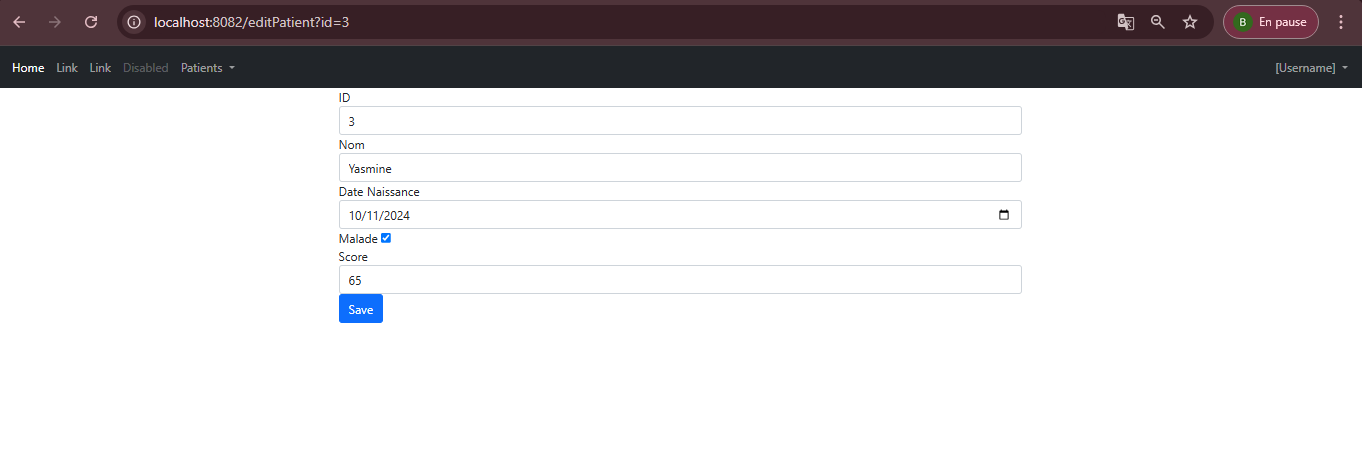 localhost:8082/editPatient?id=3
B En pause
Home Link Link Disabled Patients [Username]
ID
3
Nom
Yasmine
Date Naissance
10/11/2024
Malade
Score
65
Save